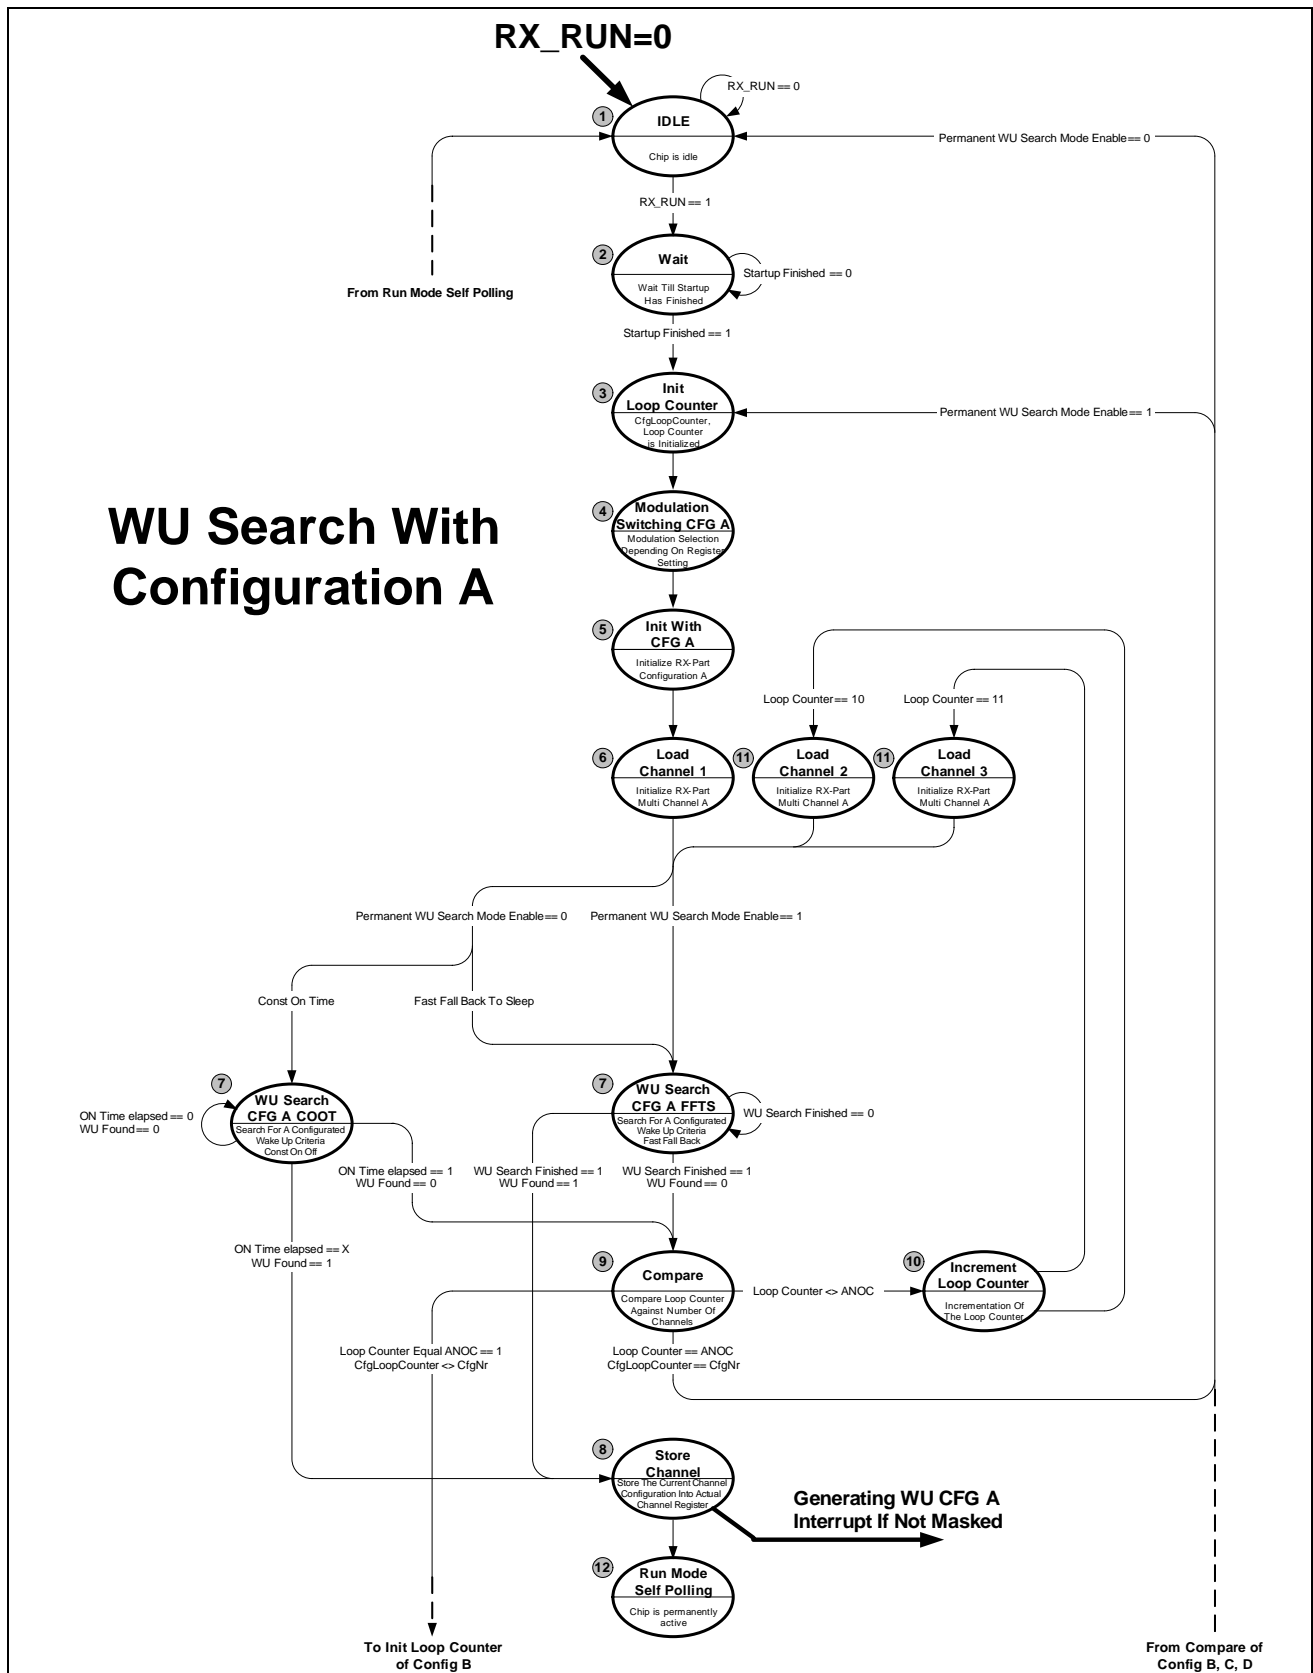 RX_RUN=0
RX_RUN == 0
1
IDLE
Chip is idle
Permanent WU Search Mode Enable== 0
RX_RUN == 1
2
Wait
Wait Till Startup
Has Finished
Startup Finished == 0
From Run Mode Self Polling
Startup Finished == 1
3
Init
Loop Counter
CfgLoopCounter,
Loop Counter
is Initialized
Permanent WU Search Mode Enable== 1
WU Search With
Configuration A
4
Modulation
Switching CFG A
Modulation Selection
Depending On Register
Setting
5
Init With
CFG A
Initialize RX-Part
Configuration A
Loop Counter== 10
Loop Counter == 11
6
Load
Channel 1
Initialize RX-Part
Multi Channel A
11
Load
Channel 2
Initialize RX-Part
Multi Channel A
11
Load
Channel 3
Initialize RX-Part
Multi Channel A
Permanent WU Search Mode Enable== 0
Permanent WU Search Mode Enable== 1
Const On Time
Fast Fall Back To Sleep
7
WU Search
CFG A COOT
Search For A Configurated
Wake Up Criteria
Const On Off
ON Time elapsed == 0
WU Found== 0
7
WU Search
CFG A FFTS
Search For A Configurated
Wake Up Criteria
Fast Fall Back
WU Search Finished == 0
ON Time elapsed == 1
WU Found== 0
WU Search Finished == 1
WU Found== 1
WU Search Finished == 1
WU Found== 0
ON Time elapsed == X
WU Found == 1
9
Compare
Compare Loop Counter
Against Number Of
Channels
Loop Counter <> ANOC
10
Increment
Loop Counter
Incrementation Of
The Loop Counter
Loop Counter Equal ANOC == 1
CfgLoopCounter <> CfgNr
Loop Counter == ANOC
CfgLoopCounter== CfgNr
8
Store
Channel
Store The Current Channel
Configuration Into Actual
Channel Register
Generating WU CFG A
Interrupt If Not Masked
12
Run Mode
Self Polling
Chip is permanently
active
To Init Loop Counter
of Config B
From Compare of
Config B, C, D